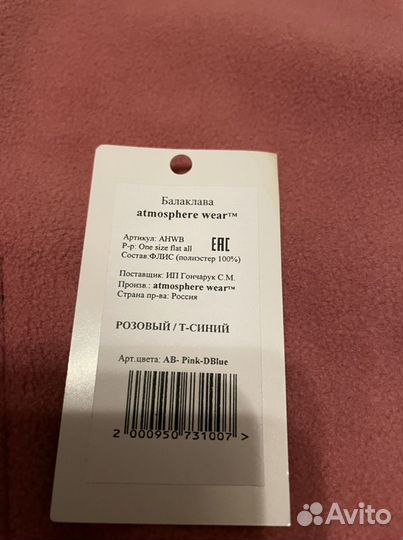 Балаклава
atmosphere wear™
Артикул: AHWB
Р-р: One size flat all
Состав:ФЛИС (полиэстер 100%)
EAC
Поставщик: ИП Гончарук С.М.
Произв.: atmosphere wear™
Страна пр-ва: Россия
РОЗОВЫЙ / Т-СИНИЙ
Арт.цвета: AB- Pink-DBlue
2 000950 731007 >
Avito